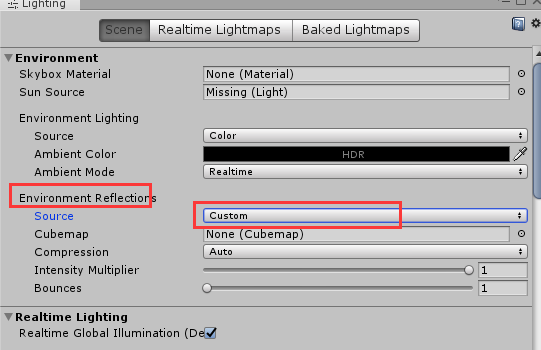 Lighting
Scene Realtime Lightmaps Baked Lightmaps
Environment
Skybox Material None (Material)
Sun Source Missing (Light)
Environment Lighting
Source Color
Ambient Color HDR
Ambient Mode Realtime
Environment Reflections
Source Custom
Cubemap None (Cubemap)
Compression Auto
Intensity Multiplier 1
Bounces 1
Realtime Lighting
Realtime Global Illumination (De